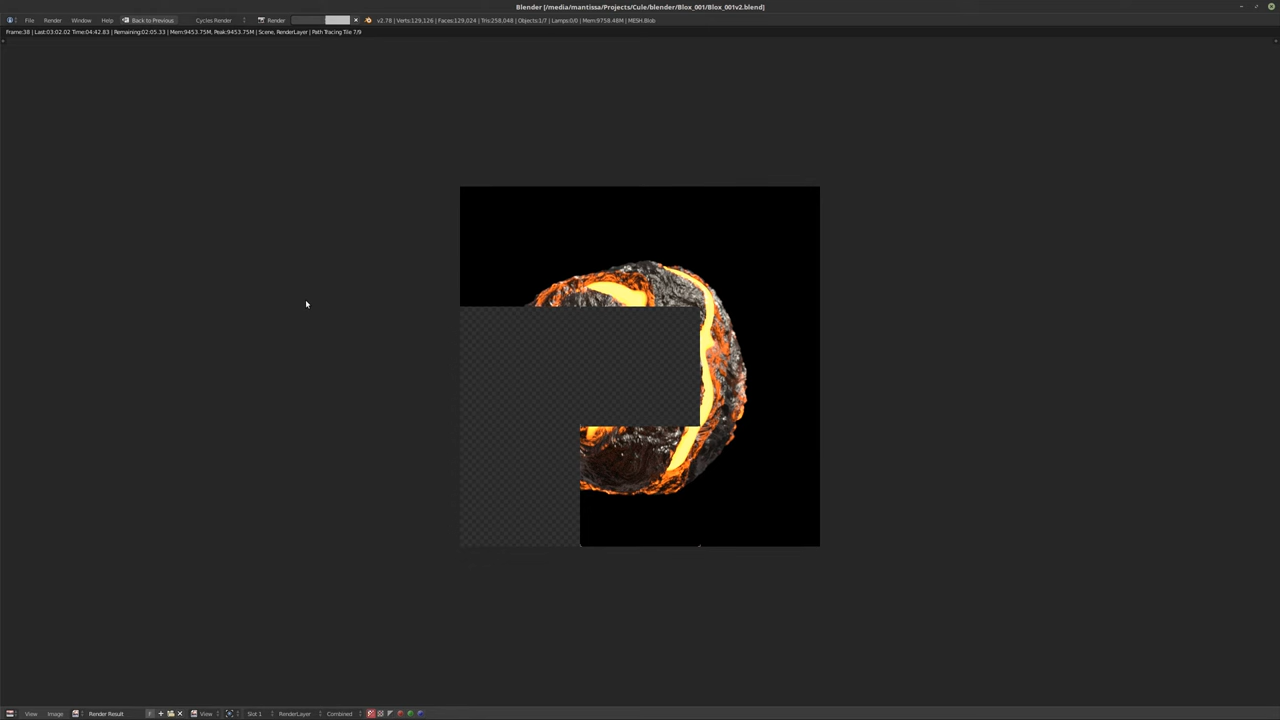 Blender [/media/mantissa/Projects/Cule/blender/Blox_001/Blox_001v2.blend]
File Render Window Help Back to Previous Cycles Render Render v2.78 | Verts:129,126 | Faces:129,024 | Tris:258,048 | Objects:1/7 | Lamps:0/0 | Mem:9758.48M | MESH.Blob
Frame:38 | Last:03:02.02 Time:04:42.83 | Remaining:02:05.33 | Mem:9453.75M, Peak:9453.75M | Scene, RenderLayer | Path Tracing Tile 7/9
View Image Render Result F View Slot 1 RenderLayer Combined